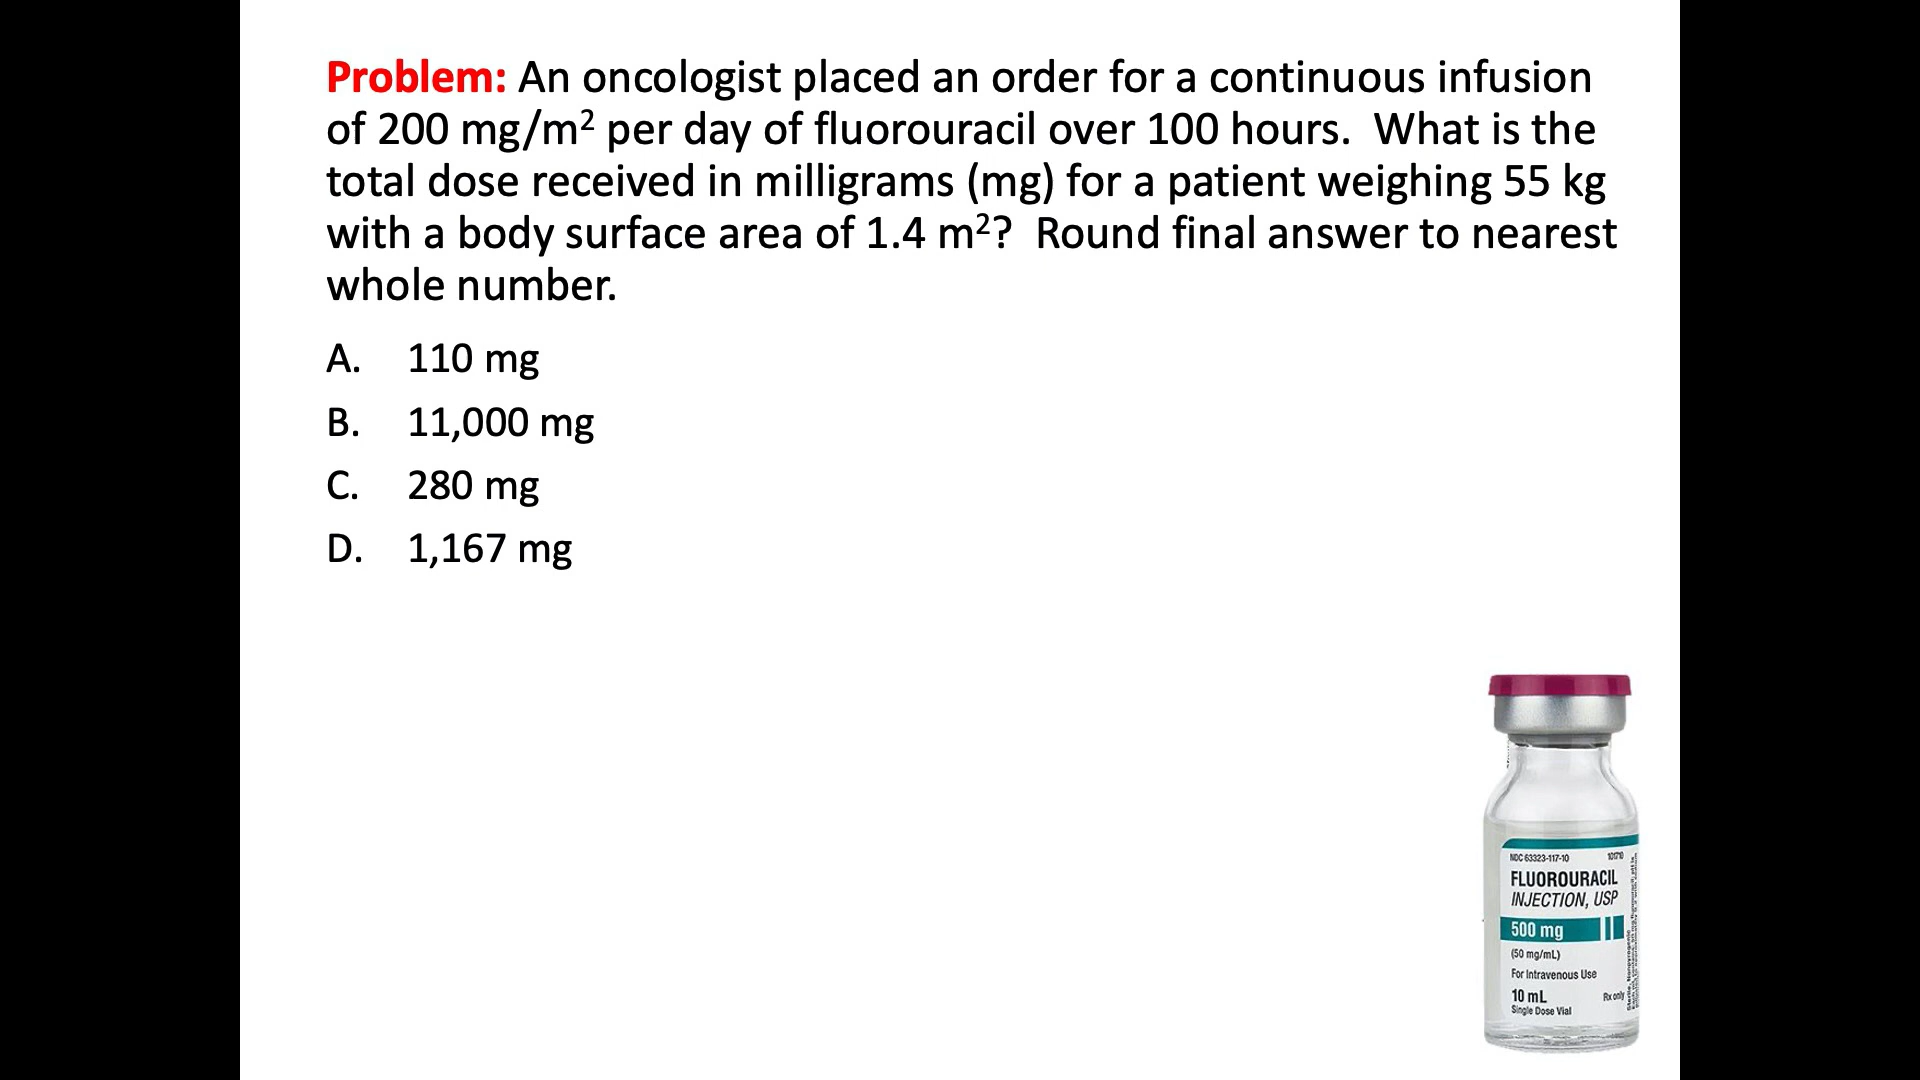 Problem: An oncologist placed an order for a continuous infusion
of 200 mg/m² per day of fluorouracil over 100 hours.  What is the
total dose received in milligrams (mg) for a patient weighing 55 kg
with a body surface area of 1.4 m²?  Round final answer to nearest
whole number.
A. 110 mg
B. 11,000 mg
C. 280 mg
D. 1,167 mg
NDC 63323-117-10 101710
FLUOROURACIL
INJECTION, USP
500 mg
(50 mg/mL)
For Intravenous Use
10 mL Rx only
Single Dose Vial